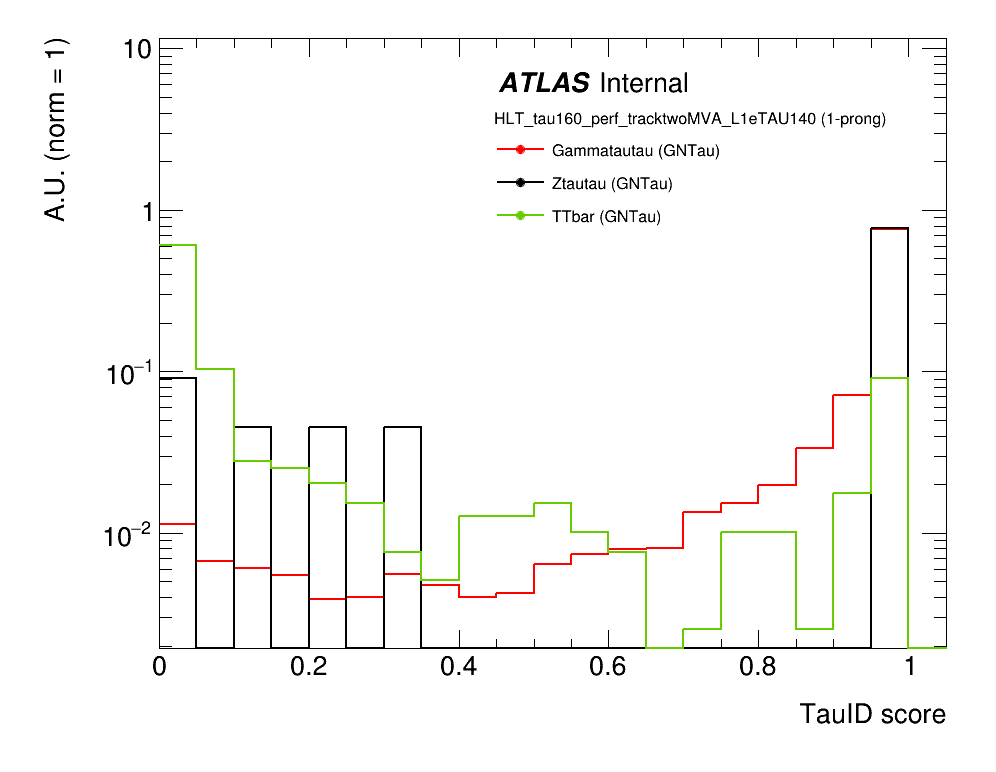 A.U. (norm = 1)
10
1
10⁻¹
10⁻²
ATLAS Internal
HLT_tau160_perf_tracktwoMVA_L1eTAU140 (1-prong)
Gammatautau (GNTau)
Ztautau (GNTau)
TTbar (GNTau)
0 0.2 0.4 0.6 0.8 1
TauID score